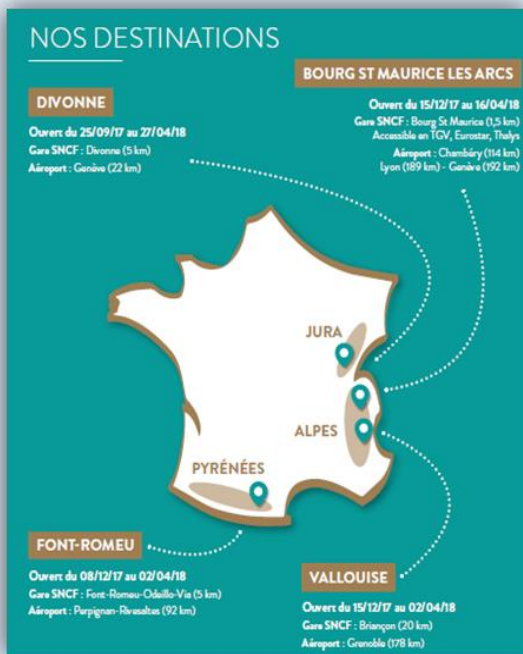 NOS DESTINATIONS
DIVONNE
Ouvert du 25/09/17 au 27/04/18
Gare SNCF : Divonne (5 km)
Aéroport : Genève (22 km)
BOURG ST MAURICE LES ARCS
Ouvert du 15/12/17 au 16/04/18
Gare SNCF : Bourg St Maurice (1,5 km)
Accessible en TGV, Eurostar, Thalys
Aéroport : Chambéry (114 km)
Lyon (189 km) - Genève (192 km)
JURA
ALPES
PYRÉNÉES
FONT-ROMEU
Ouvert du 08/12/17 au 02/04/18
Gare SNCF : Font-Romeu-Odeillo-Via (5 km)
Aéroport : Perpignan-Rivesaltes (92 km)
VALLOUISE
Ouvert du 15/12/17 au 02/04/18
Gare SNCF : Briançon (20 km)
Aéroport : Grenoble (178 km)